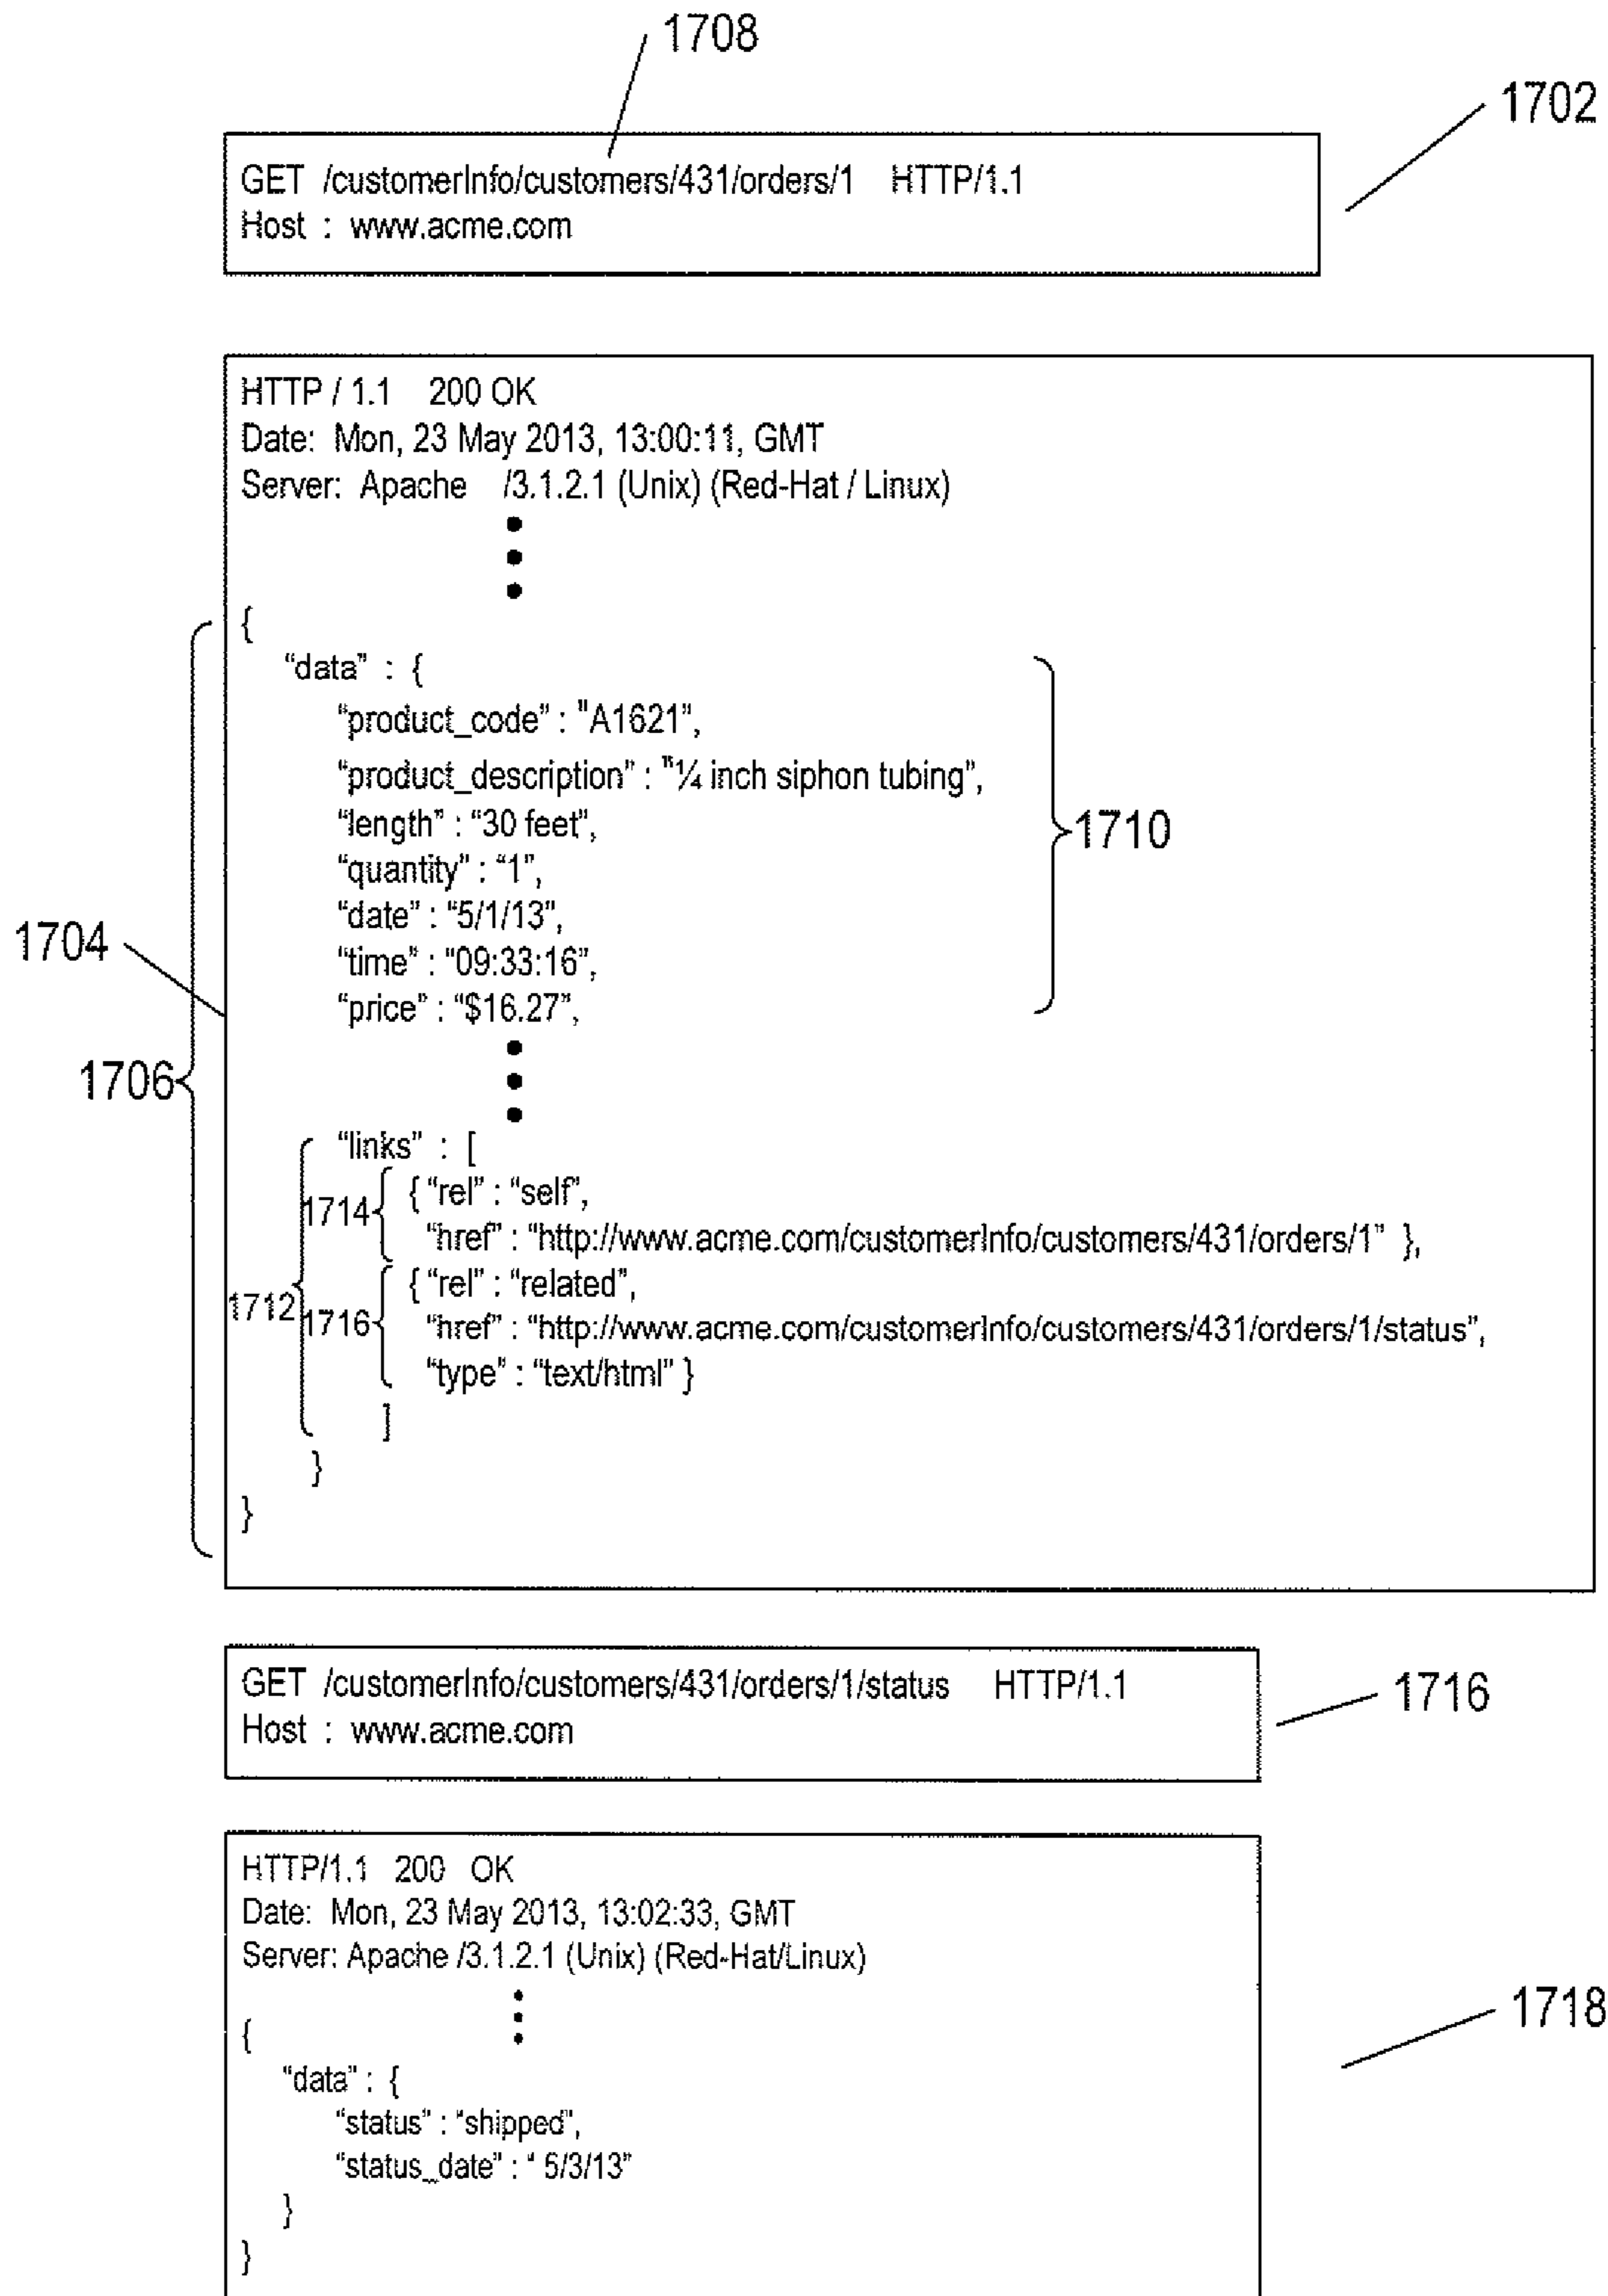 1708
1702
GET /customerInfo/customers/431/orders/1 HTTP/1.1
Host : www.acme.com
HTTP / 1.1 200 OK
Date: Mon, 23 May 2013, 13:00:11, GMT
Server: Apache /3.1.2.1 (Unix) (Red-Hat / Linux)
{
“data” : {
“product_code” : "A1621”,
“product_description” : "¼ inch siphon tubing”,
“length” : “30 feet”,
“quantity” : “1”,
1710
“date” : “5/1/13”,
1704
“time” : “09:33:16”,
“price” : “$16.27”,
1706
“links” : [
1714
{ “rel” : “self”,
“href” : “http://www.acme.com/customerInfo/customers/431/orders/1” },
1712
1716
{ “rel” : “related”,
“href” : “http://www.acme.com/customerInfo/customers/431/orders/1/status”,
“type” : “text/html” }
]
}
}
GET /customerInfo/customers/431/orders/1/status HTTP/1.1
1716
Host : www.acme.com
HTTP/1.1 200 OK
Date: Mon, 23 May 2013, 13:02:33, GMT
Server: Apache /3.1.2.1 (Unix) (Red-Hat/Linux)
1718
{
“data” : {
“status” : “shipped”,
“status_date” : “ 5/3/13”
}
}